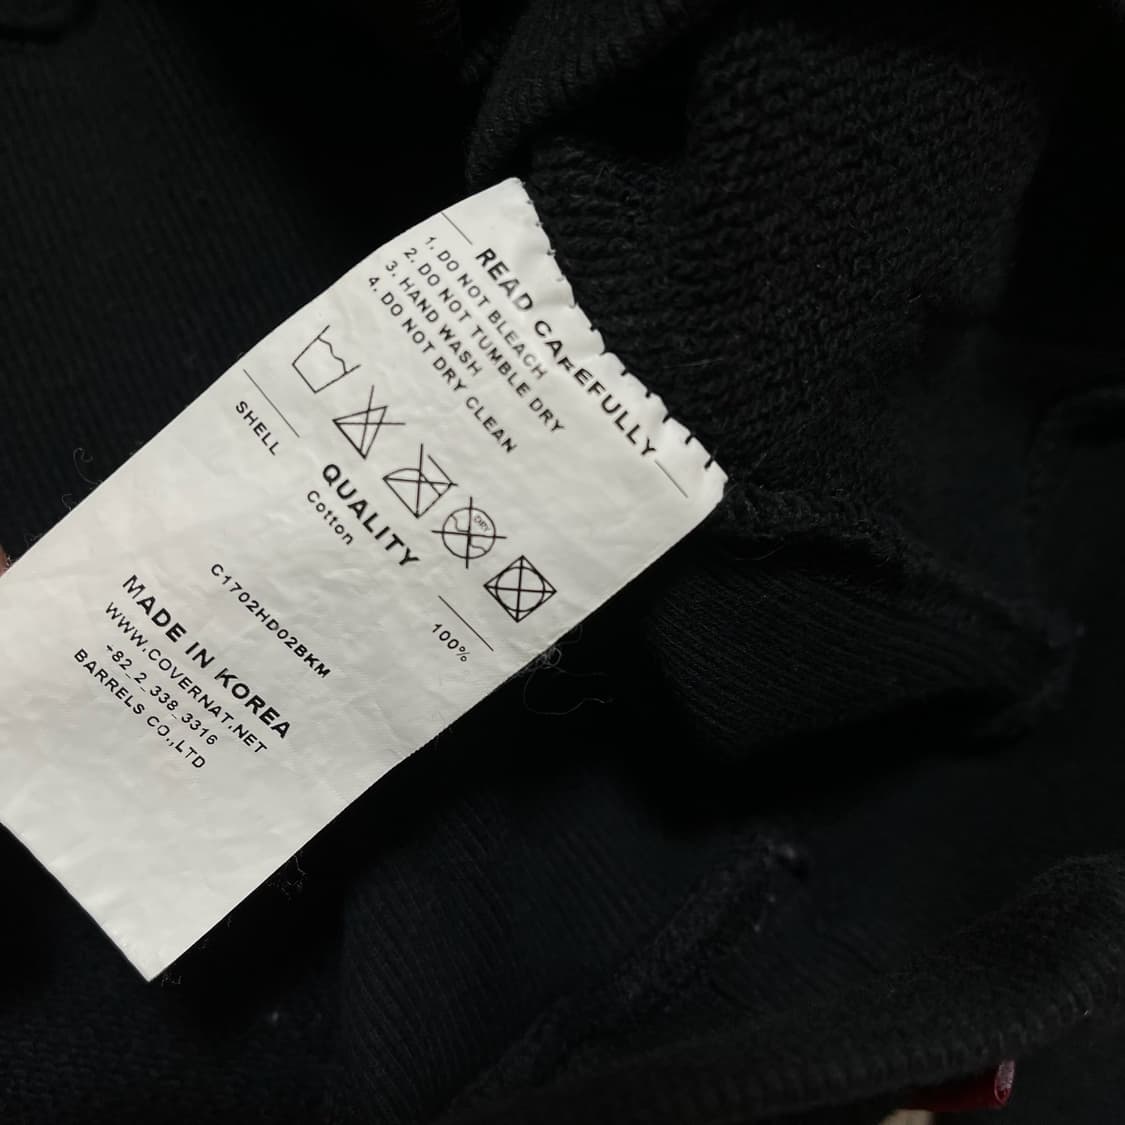 READ CAREFULLY
1. DO NOT BLEACH
2. DO NOT TUMBLE DRY
3. HAND WASH
4. DO NOT DRY CLEAN
DRY
QUALITY
SHELL Cotton 100%
C1702HD02BKM
MADE IN KOREA
WWW.COVERNAT.NET
+82_2_338_3316
BARRELS CO.,LTD